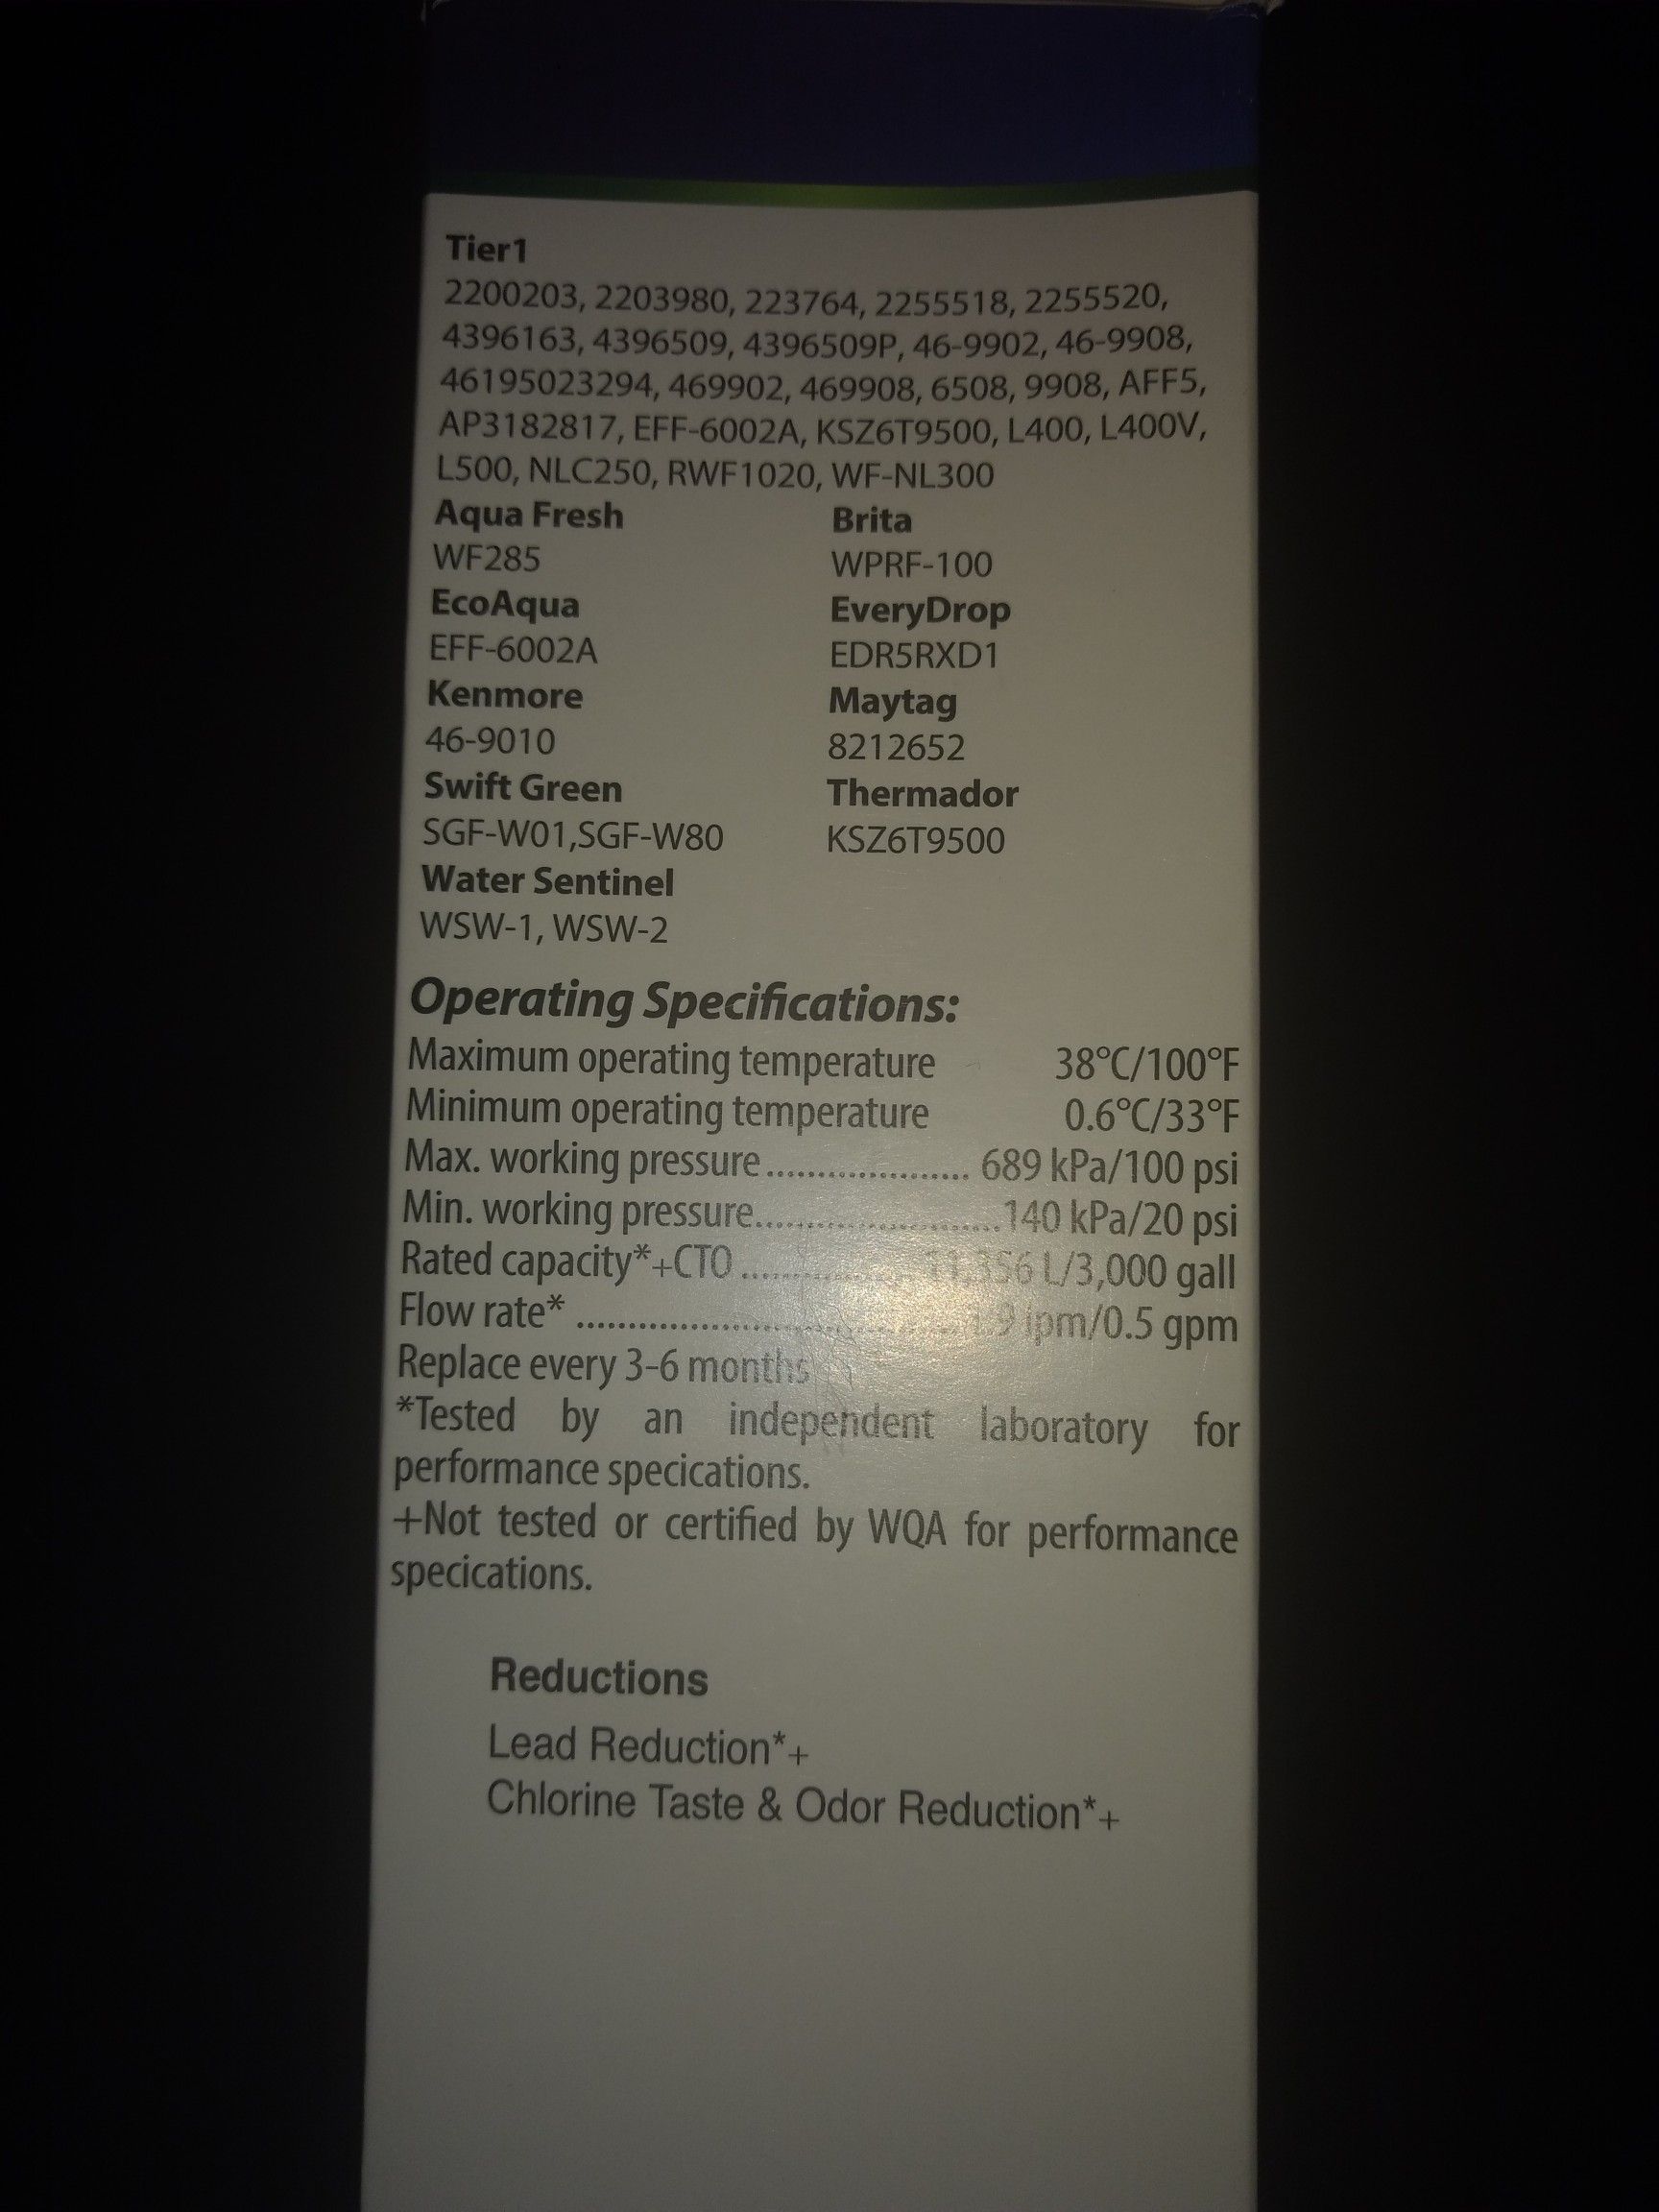 Tier1
2200203, 2203980, 223764, 2255518, 2255520,
4396163, 4396509, 4396509P, 46-9902, 46-9908,
46195023294, 469902, 469908, 6508, 9908, AFF5,
AP3182817, EFF-6002A, KSZ6T9500, L400, L400V,
L500, NLC250, RWF1020, WF-NL300
Aqua Fresh Brita
WF285 WPRF-100
EcoAqua EveryDrop
EFF-6002A EDR5RXD1
Kenmore Maytag
46-9010 8212652
Swift Green Thermador
SGF-W01,SGF-W80 KSZ6T9500
Water Sentinel
WSW-1, WSW-2
Operating Specifications:
Maximum operating temperature 38°C/100°F
Minimum operating temperature 0.6°C/33°F
Max. working pressure.................... 689 kPa/100 psi
Min. working pressure........................140 kPa/20 psi
Rated capacity*+CTO ................. 11,356 L/3,000 gall
Flow rate* ....................................... 1.9 lpm/0.5 gpm
Replace every 3-6 months
*Tested by an independent laboratory for
performance specications.
+Not tested or certified by WQA for performance
specications.
Reductions
Lead Reduction*+
Chlorine Taste & Odor Reduction*+